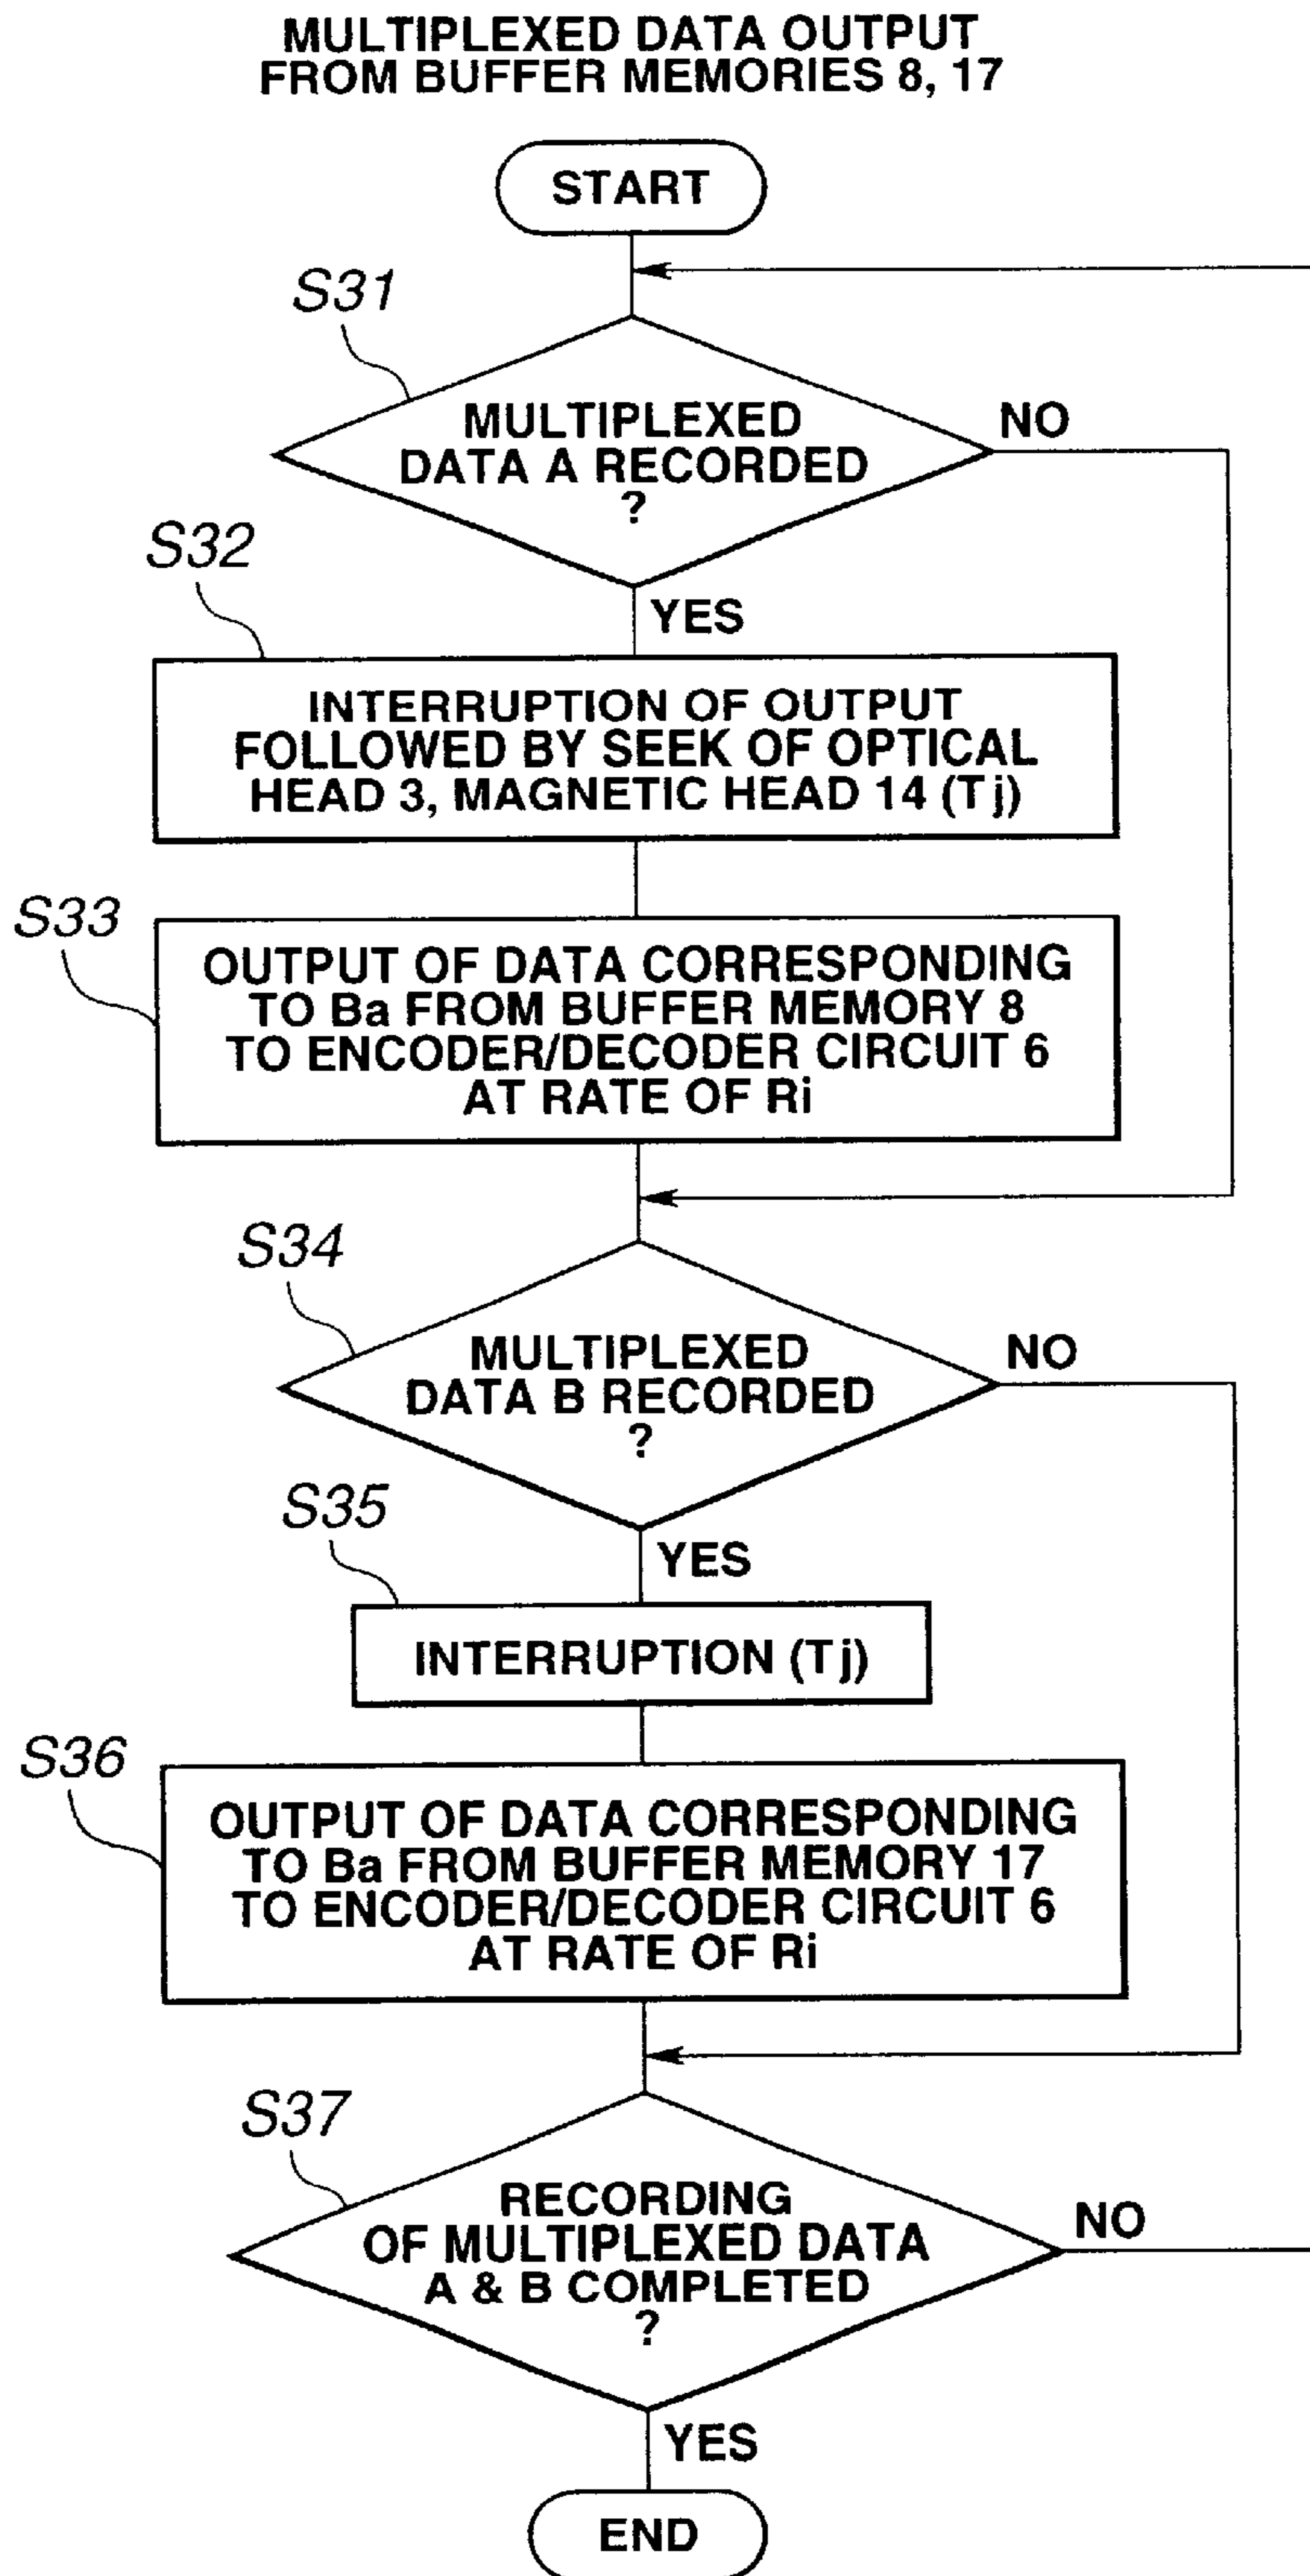 MULTIPLEXED DATA OUTPUT
FROM BUFFER MEMORIES 8, 17
START
S31
MULTIPLEXED
DATA A RECORDED
?
NO
YES
S32
INTERRUPTION OF OUTPUT
FOLLOWED BY SEEK OF OPTICAL
HEAD 3, MAGNETIC HEAD 14 (Tj)
S33
OUTPUT OF DATA CORRESPONDING
TO Ba FROM BUFFER MEMORY 8
TO ENCODER/DECODER CIRCUIT 6
AT RATE OF Ri
S34
MULTIPLEXED
DATA B RECORDED
?
NO
YES
S35
INTERRUPTION (Tj)
S36
OUTPUT OF DATA CORRESPONDING
TO Ba FROM BUFFER MEMORY 17
TO ENCODER/DECODER CIRCUIT 6
AT RATE OF Ri
S37
RECORDING
OF MULTIPLEXED DATA
A & B COMPLETED
?
NO
YES
END